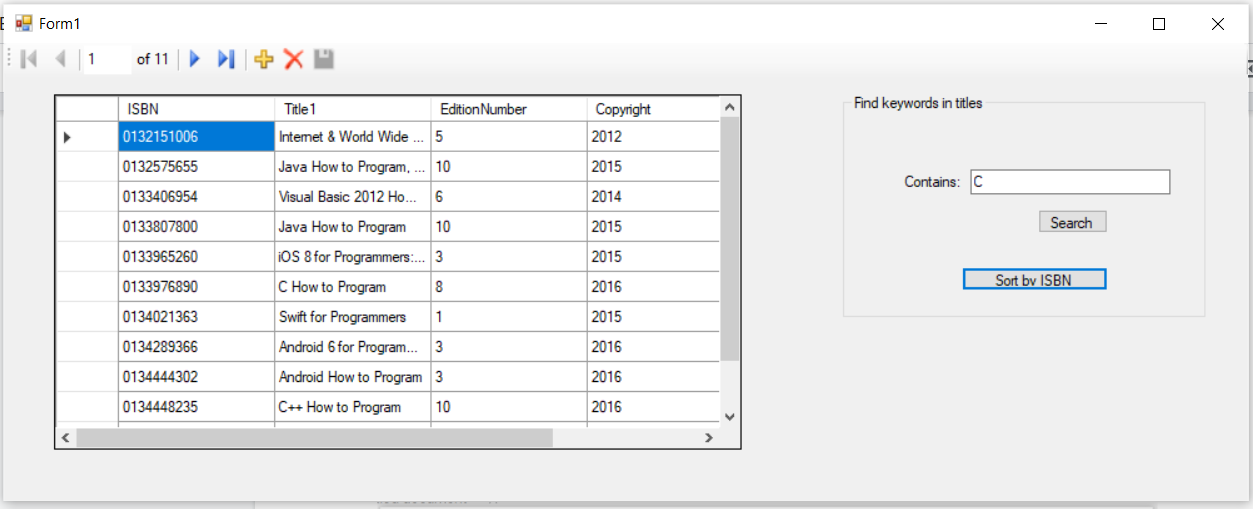 Form1
1 of 11
ISBN Title1 EditionNumber Copyright
0132151006 Internet & World Wide ... 5 2012
0132575655 Java How to Program, ... 10 2015
0133406954 Visual Basic 2012 Ho... 6 2014
0133807800 Java How to Program 10 2015
0133965260 iOS 8 for Programmers:... 3 2015
0133976890 C How to Program 8 2016
0134021363 Swift for Programmers 1 2015
0134289366 Android 6 for Program... 3 2016
0134444302 Android How to Program 3 2016
0134448235 C++ How to Program 10 2016
Find keywords in titles
Contains: C
Search
Sort by ISBN